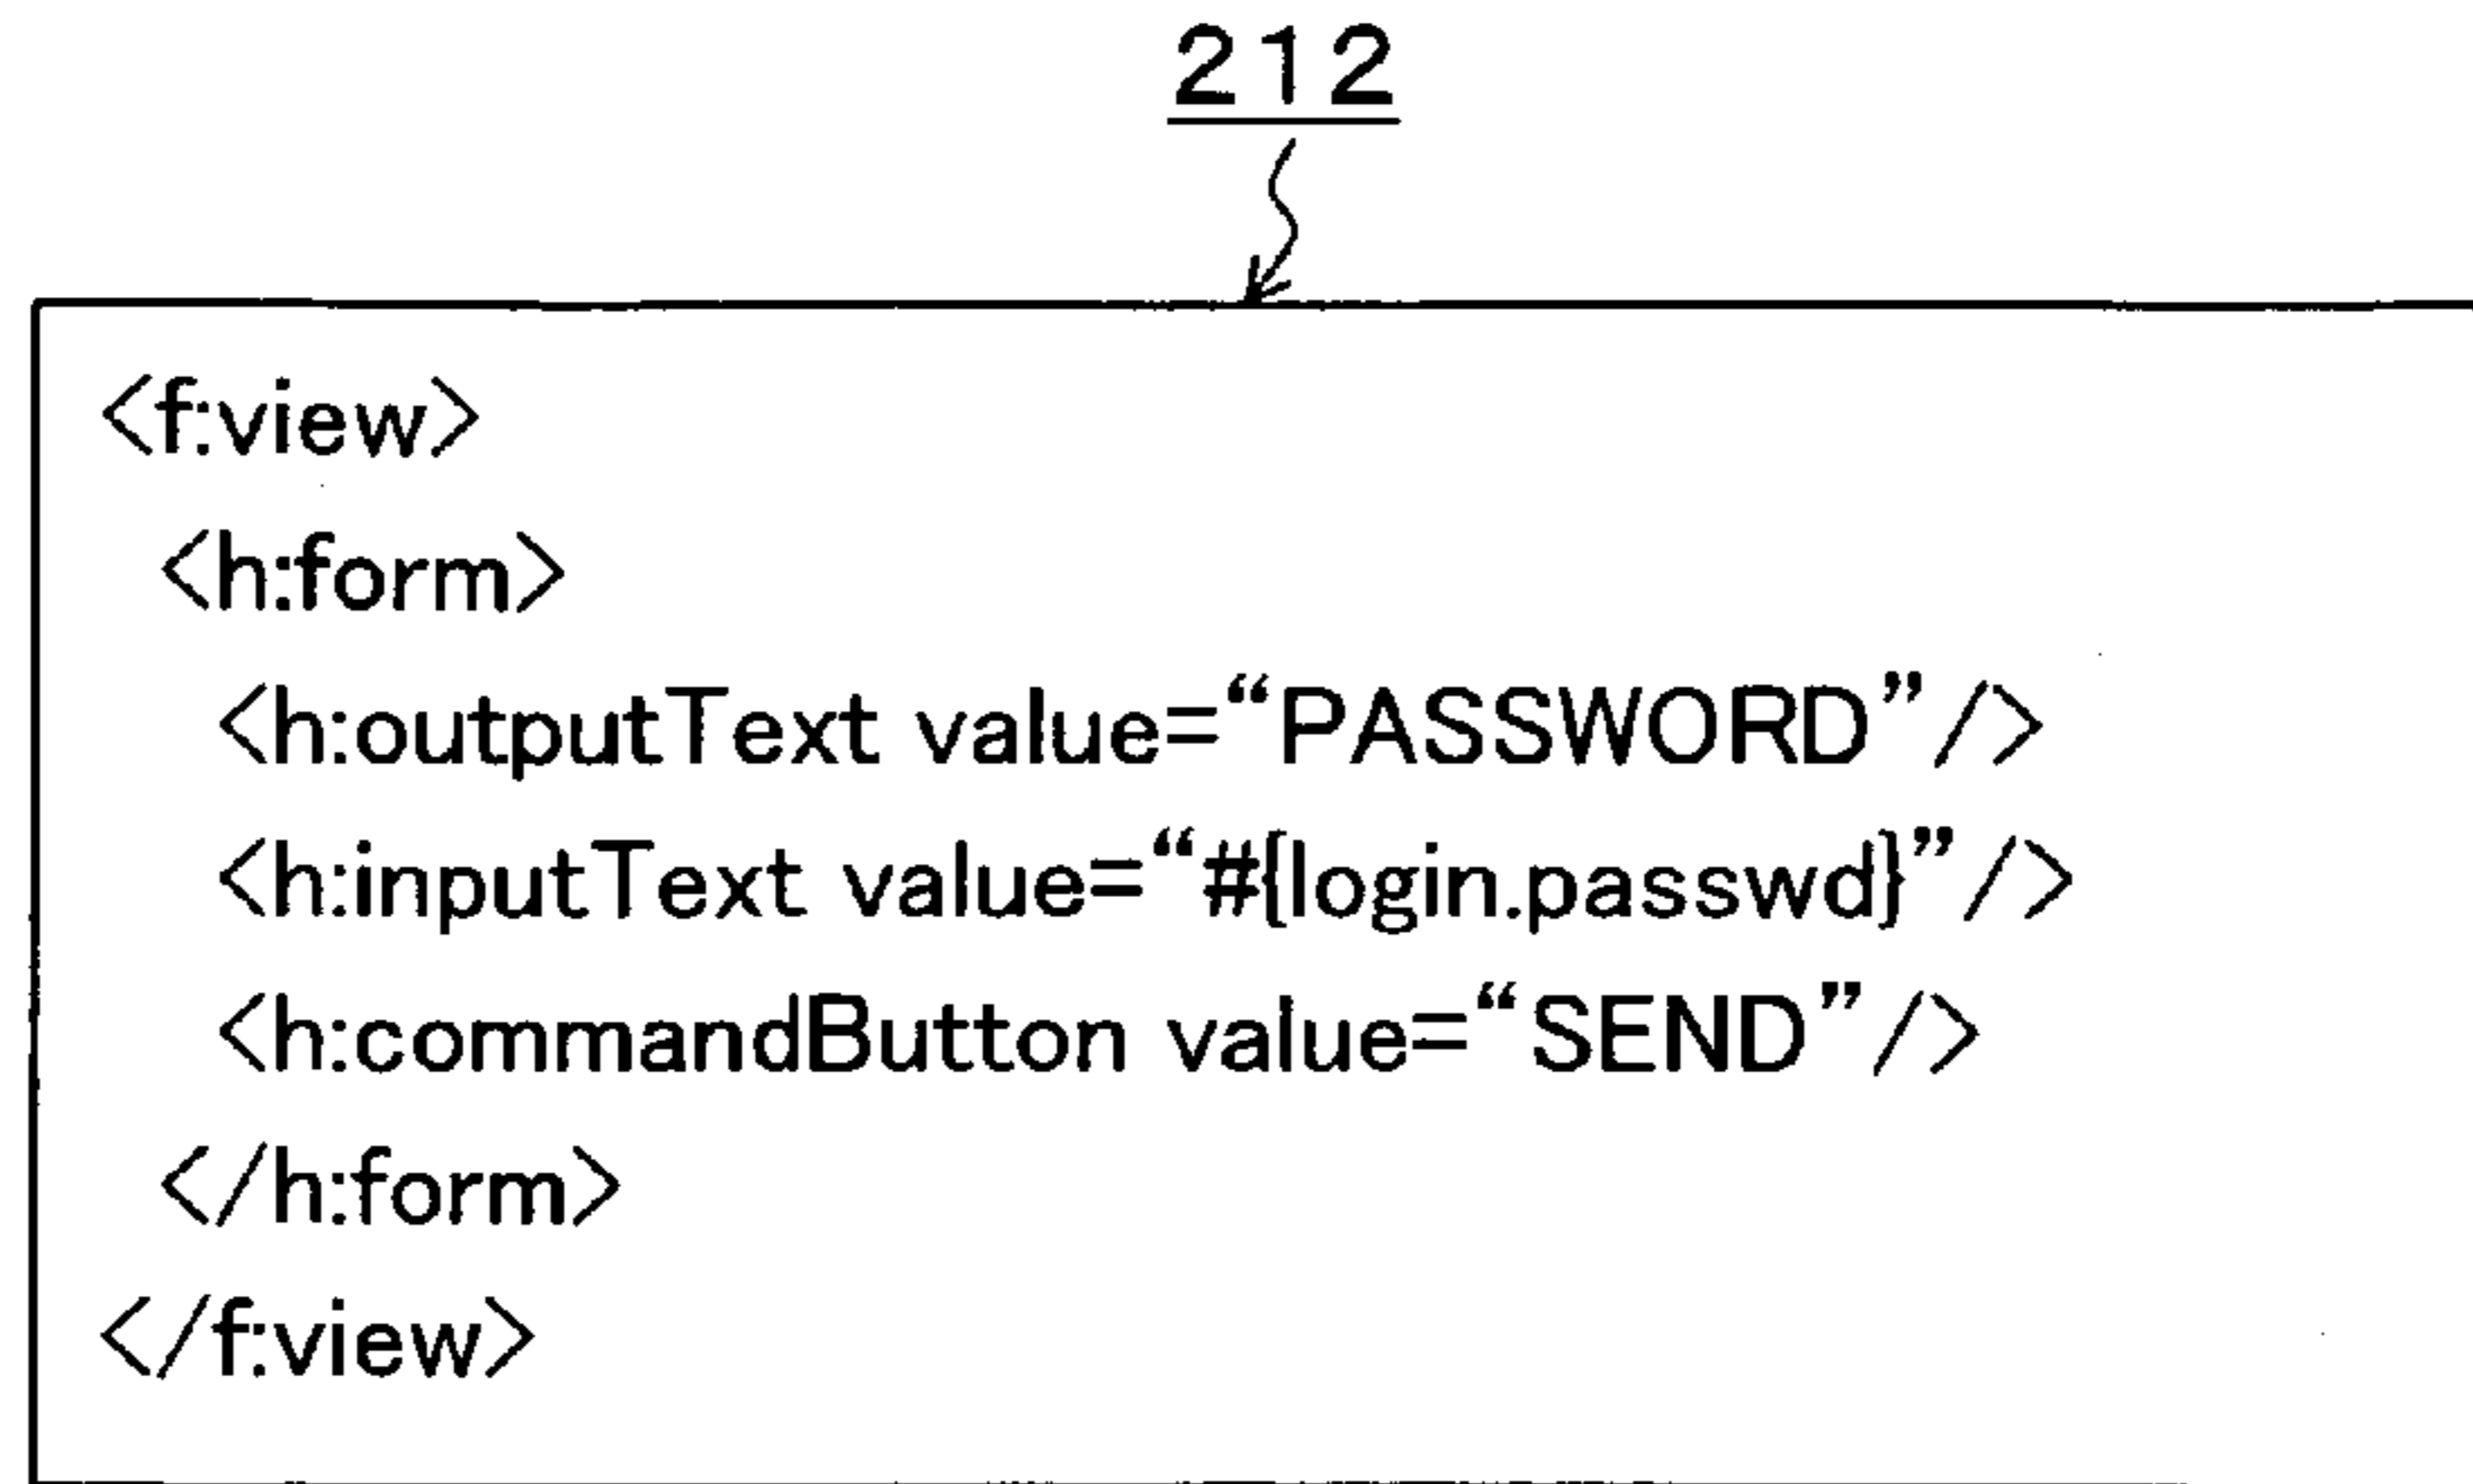 212
<f:view>
<h:form>
<h:outputText value=“PASSWORD”/>
<h:inputText value=“#{login.passwd}”/>
<h:commandButton value=“SEND”/>
</h:form>
</f:view>